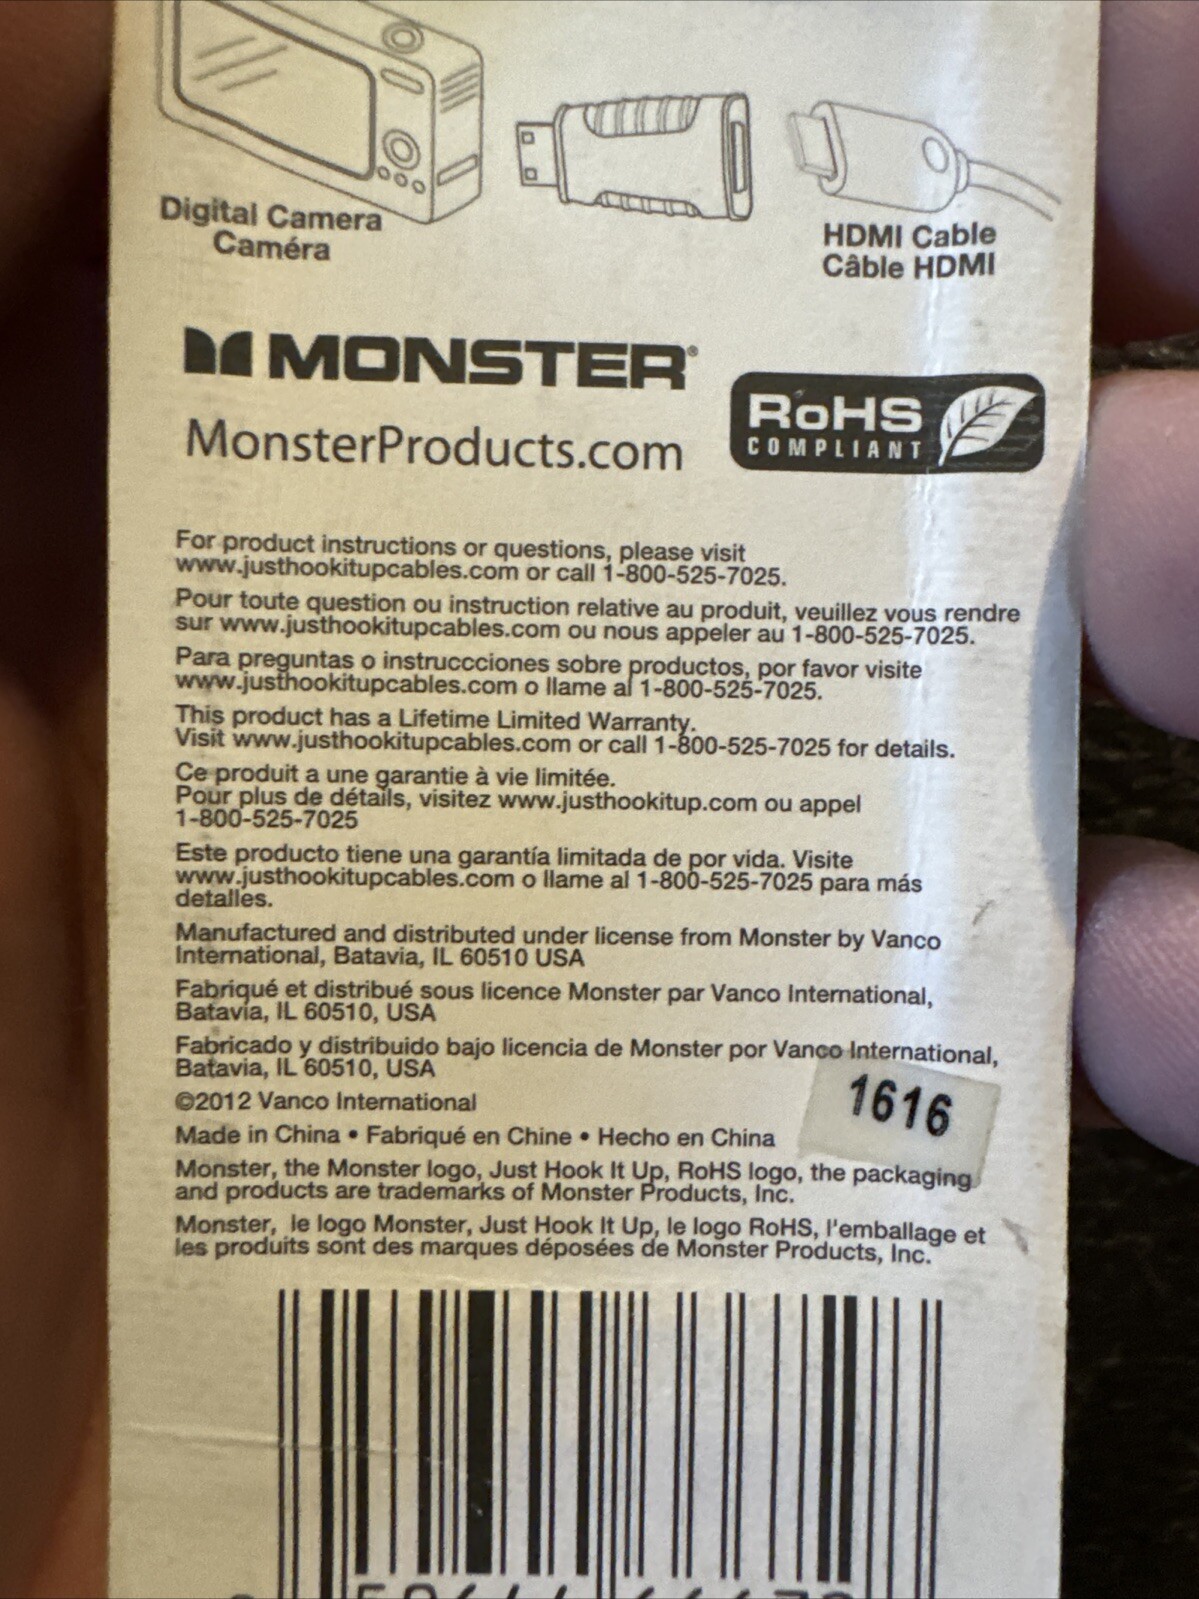 Digital Camera
Caméra
HDMI Cable
Câble HDMI
MONSTER®
MonsterProducts.com
RoHS
COMPLIANT
For product instructions or questions, please visit
www.justhookitupcables.com or call 1-800-525-7025.
Pour toute question ou instruction relative au produit, veuillez vous rendre
sur www.justhookitupcables.com ou nous appeler au 1-800-525-7025.
Para preguntas o instruccciones sobre productos, por favor visite
www.justhookitupcables.com o llame al 1-800-525-7025.
This product has a Lifetime Limited Warranty.
Visit www.justhookitupcables.com or call 1-800-525-7025 for details.
Ce produit a une garantie à vie limitée.
Pour plus de détails, visitez www.justhookitup.com ou appel
1-800-525-7025
Este producto tiene una garantía limitada de por vida. Visite
www.justhookitupcables.com o llame al 1-800-525-7025 para más
detalles.
Manufactured and distributed under license from Monster by Vanco
International, Batavia, IL 60510 USA
Fabriqué et distribué sous licence Monster par Vanco International,
Batavia, IL 60510, USA
Fabricado y distribuido bajo licencia de Monster por Vanco International,
Batavia, IL 60510, USA
©2012 Vanco International
1616
Made in China • Fabriqué en Chine • Hecho en China
Monster, the Monster logo, Just Hook It Up, RoHS logo, the packaging
and products are trademarks of Monster Products, Inc.
Monster, le logo Monster, Just Hook It Up, le logo RoHS, l'emballage et
les produits sont des marques déposées de Monster Products, Inc.